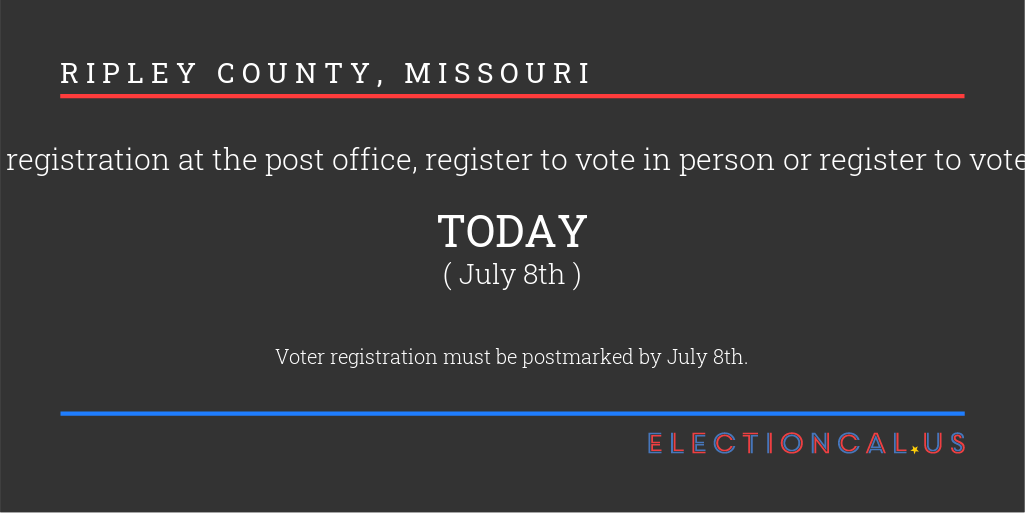 RIPLEY COUNTY, MISSOURI
registration at the post office, register to vote in person or register to vote
TODAY
( July 8th )
Voter registration must be postmarked by July 8th.
ELECTIONCAL.US